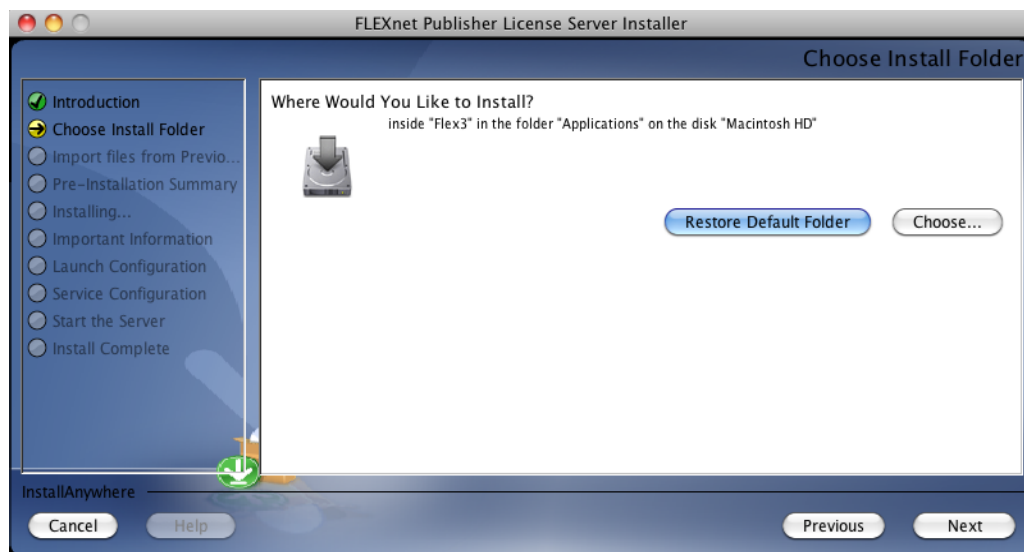 FLEXnet Publisher License Server Installer
Choose Install Folder
Introduction
Choose Install Folder
Import files from Previo...
Pre-Installation Summary
Installing...
Important Information
Launch Configuration
Service Configuration
Start the Server
Install Complete
Where Would You Like to Install?
inside "Flex3" in the folder "Applications" on the disk "Macintosh HD"
Restore Default Folder
Choose...
InstallAnywhere
Cancel
Help
Previous
Next